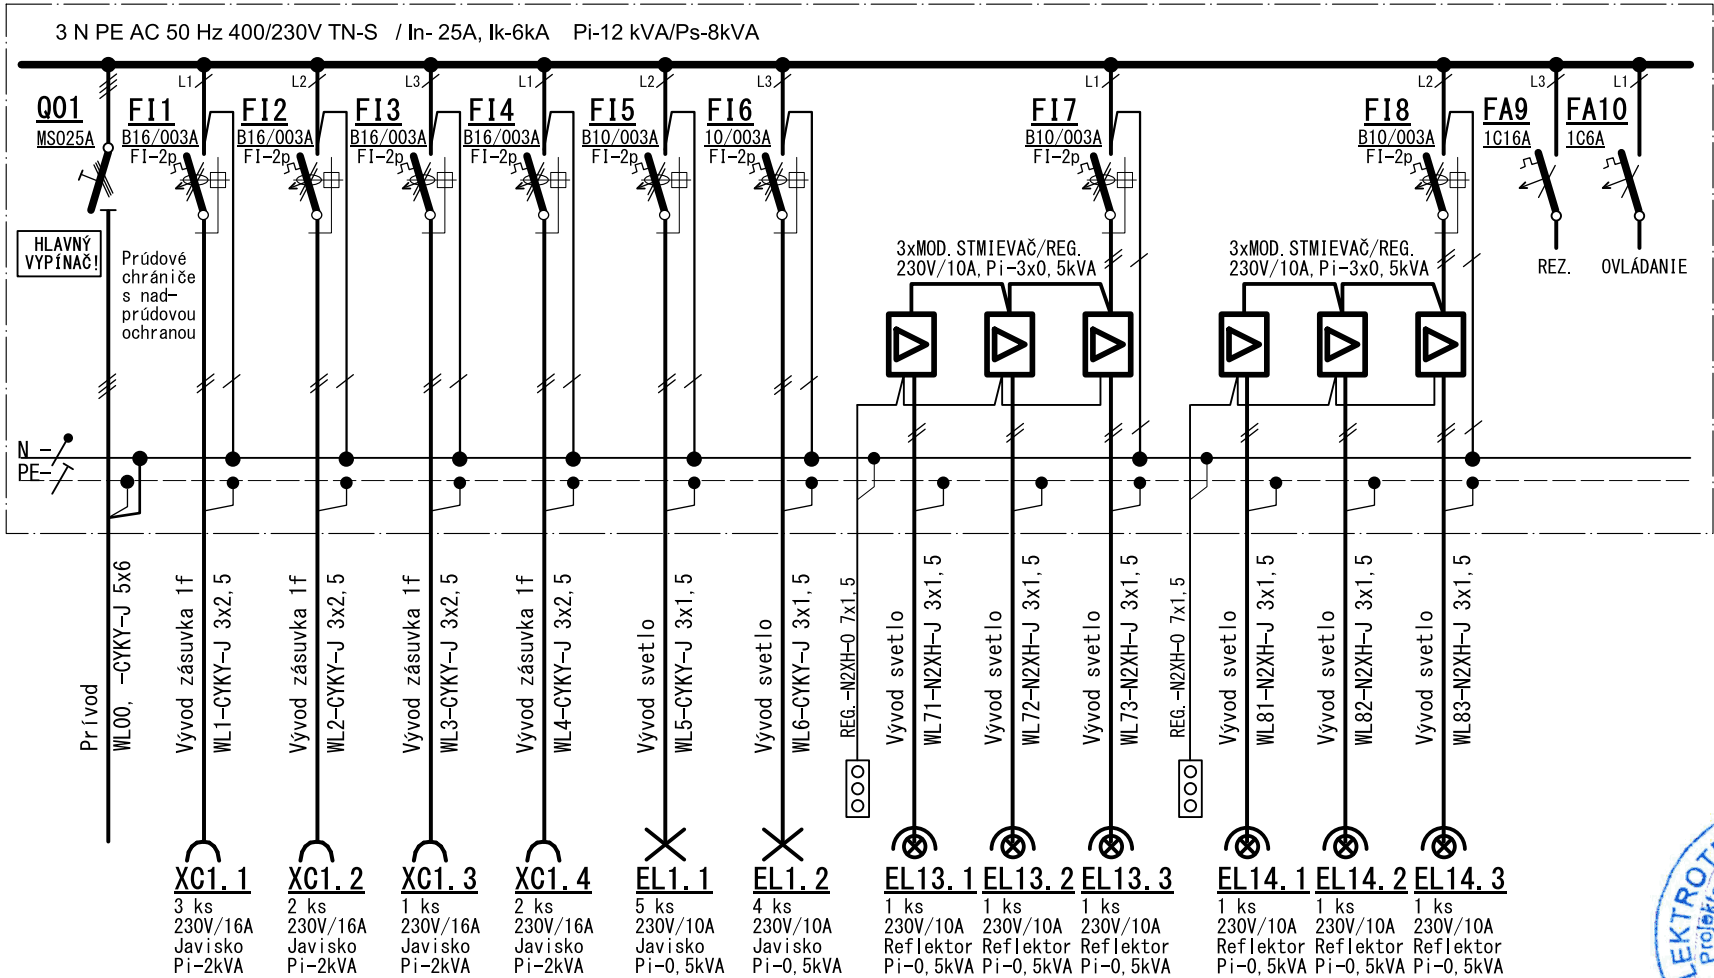 3 N PE AC 50 Hz 400/230V TN-S / In- 25A, Ik-6kA Pi-12 kVA/Ps-8kVA
L1 L2 L3 L1 L2 L3 L1 L2 L3 L1
Q01
MSO25A
FI1
B16/003A
FI-2p
FI2
B16/003A
FI-2p
FI3
B16/003A
FI-2p
FI4
B16/003A
FI-2p
FI5
B10/003A
FI-2p
FI6
10/003A
FI-2p
FI7
B10/003A
FI-2p
FI8
B10/003A
FI-2p
FA9
1C16A
FA10
1C6A
HLAVNÝ
VYPÍNAČ!
Prúdové
chrániče
s nad-
prúdovou
ochranou
3xMOD. STMIEVAČ/REG.
230V/10A, Pi-3x0,5kVA
3xMOD. STMIEVAČ/REG.
230V/10A, Pi-3x0,5kVA
REZ.
OVLÁDANIE
N -
PE-
Prívod
WL00, -CYKY-J 5x6
Vývod zásuvka 1f
WL1-CYKY-J 3x2,5
Vývod zásuvka 1f
WL2-CYKY-J 3x2,5
Vývod zásuvka 1f
WL3-CYKY-J 3x2,5
Vývod zásuvka 1f
WL4-CYKY-J 3x2,5
Vývod svetlo
WL5-CYKY-J 3x1,5
Vývod svetlo
WL6-CYKY-J 3x1,5
REG.-N2XH-O 7x1,5
Vývod svetlo
WL71-N2XH-J 3x1,5
Vývod svetlo
WL72-N2XH-J 3x1,5
Vývod svetlo
WL73-N2XH-J 3x1,5
REG.-N2XH-O 7x1,5
Vývod svetlo
WL81-N2XH-J 3x1,5
Vývod svetlo
WL82-N2XH-J 3x1,5
Vývod svetlo
WL83-N2XH-J 3x1,5
XC1.1
3 ks
230V/16A
Javisko
Pi-2kVA
XC1.2
2 ks
230V/16A
Javisko
Pi-2kVA
XC1.3
1 ks
230V/16A
Javisko
Pi-2kVA
XC1.4
2 ks
230V/16A
Javisko
Pi-2kVA
EL1.1
5 ks
230V/10A
Javisko
Pi-0,5kVA
EL1.2
4 ks
230V/10A
Javisko
Pi-0,5kVA
EL13.1
1 ks
230V/10A
Reflektor
Pi-0,5kVA
EL13.2
1 ks
230V/10A
Reflektor
Pi-0,5kVA
EL13.3
1 ks
230V/10A
Reflektor
Pi-0,5kVA
EL14.1
1 ks
230V/10A
Reflektor
Pi-0,5kVA
EL14.2
1 ks
230V/10A
Reflektor
Pi-0,5kVA
EL14.3
1 ks
230V/10A
Reflektor
Pi-0,5kVA